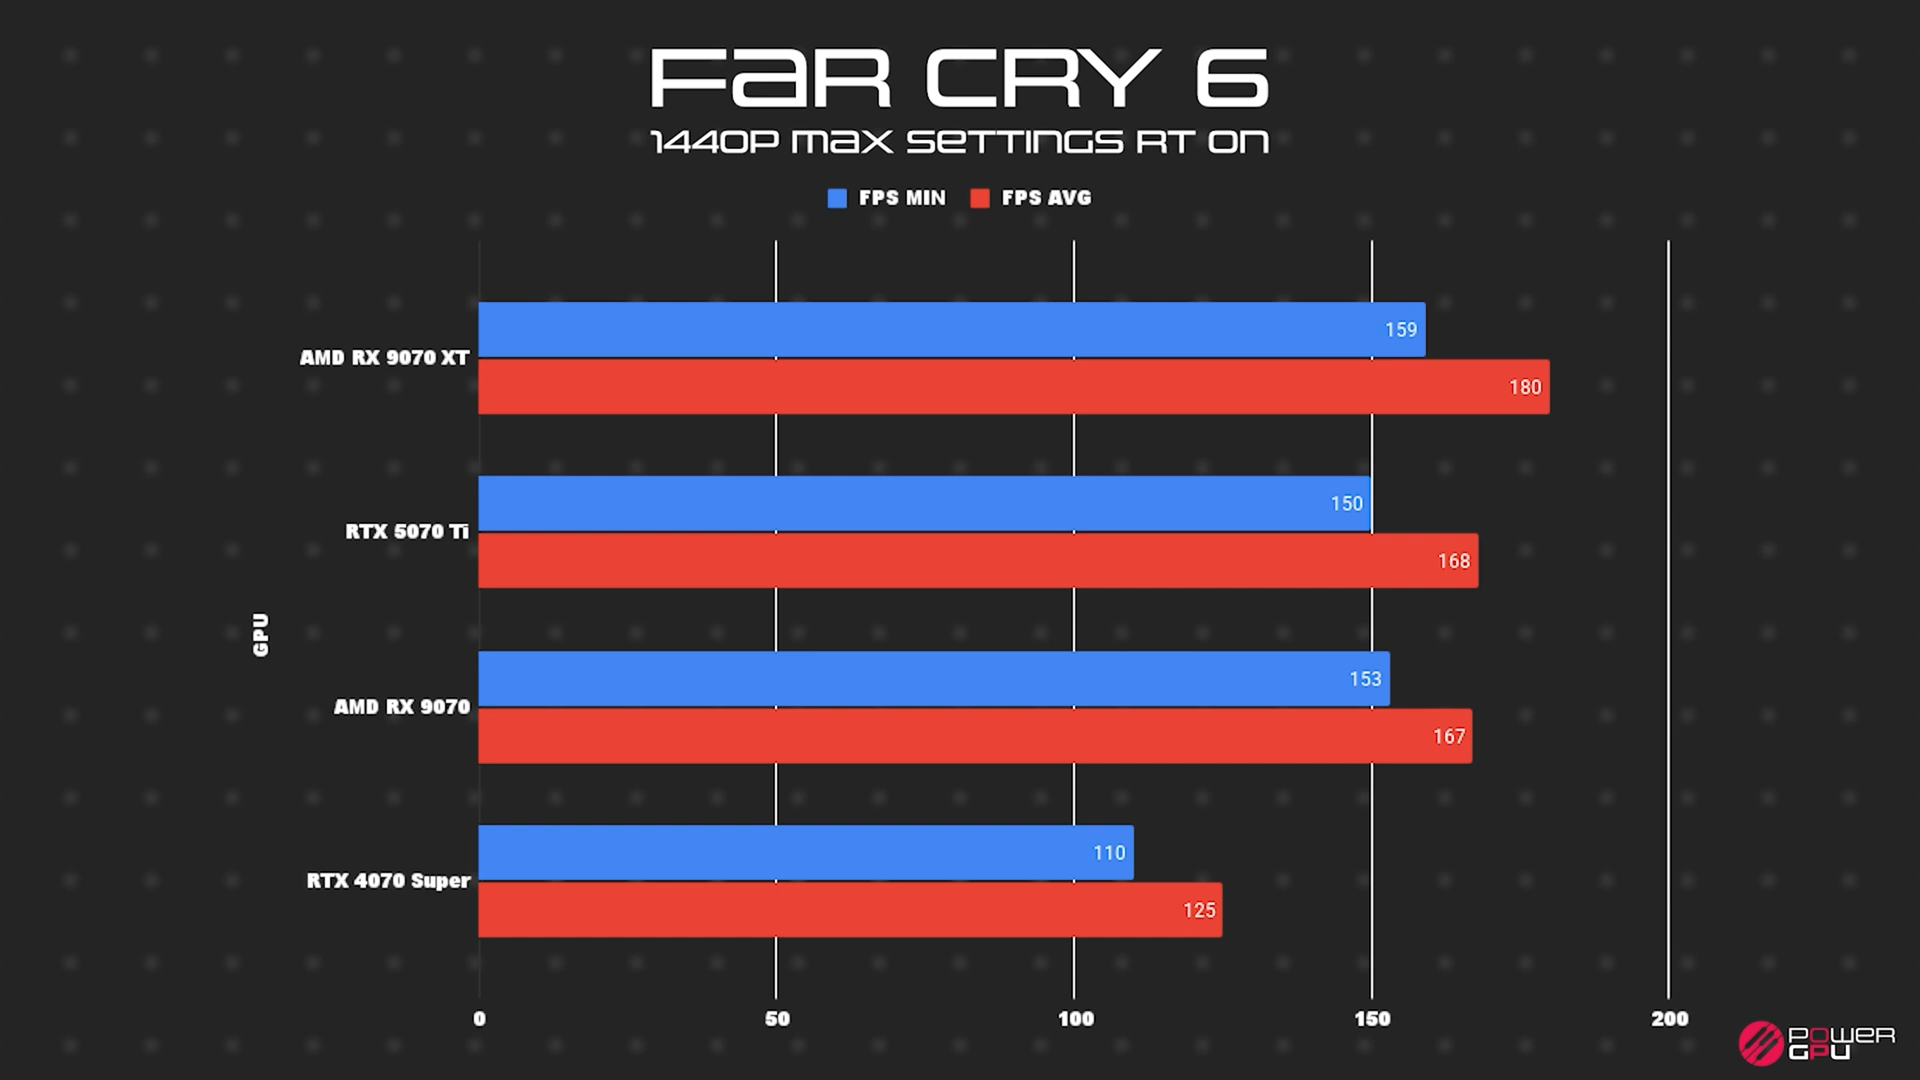 FAR CRY 6
1440P MAX SETTINGS RT ON
FPS MIN FPS AVG
AMD RX 9070 XT
159
180
RTX 5070 Ti
150
168
GPU
AMD RX 9070
153
167
RTX 4070 Super
110
125
0 50 100 150 200
POWER
GPU